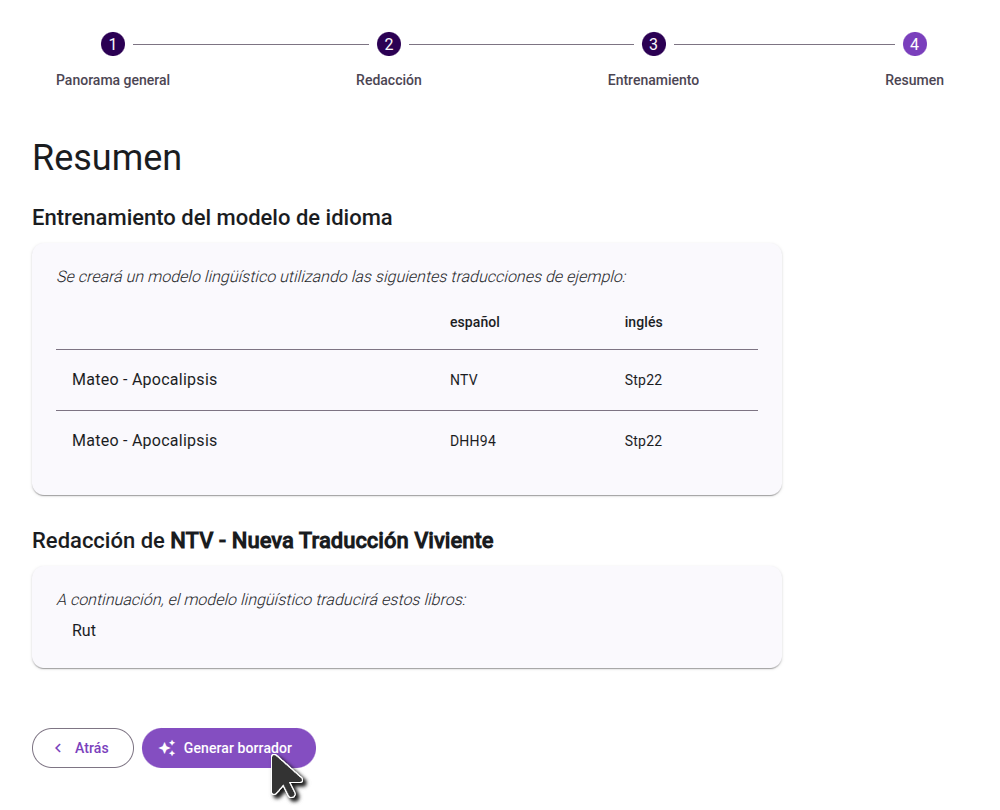 1 2 3 4
Panorama general Redacción Entrenamiento Resumen
Resumen
Entrenamiento del modelo de idioma
Se creará un modelo lingüístico utilizando las siguientes traducciones de ejemplo:
español inglés
Mateo - Apocalipsis NTV Stp22
Mateo - Apocalipsis DHH94 Stp22
Redacción de NTV - Nueva Traducción Viviente
A continuación, el modelo lingüístico traducirá estos libros:
Rut
Atrás Generar borrador